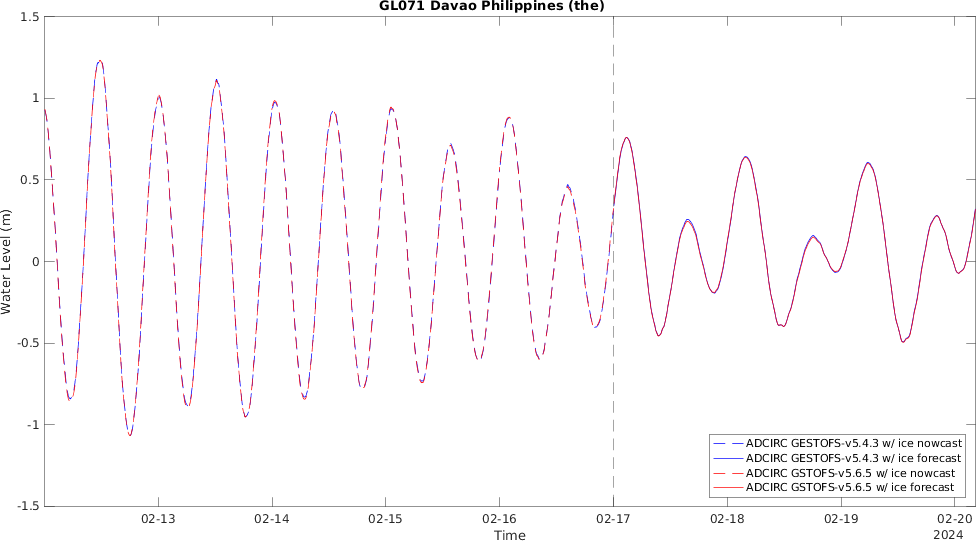 GL071 Davao Philippines (the)
1.5
1
0.5
0
-0.5
-1
-1.5
Water Level (m)
02-13
02-14
02-15
02-16
02-17
02-18
02-19
02-20
2024
Time
ADCIRC GESTOFS-v5.4.3 w/ ice nowcast
ADCIRC GESTOFS-v5.4.3 w/ ice forecast
ADCIRC GSTOFS-v5.6.5 w/ ice nowcast
ADCIRC GSTOFS-v5.6.5 w/ ice forecast